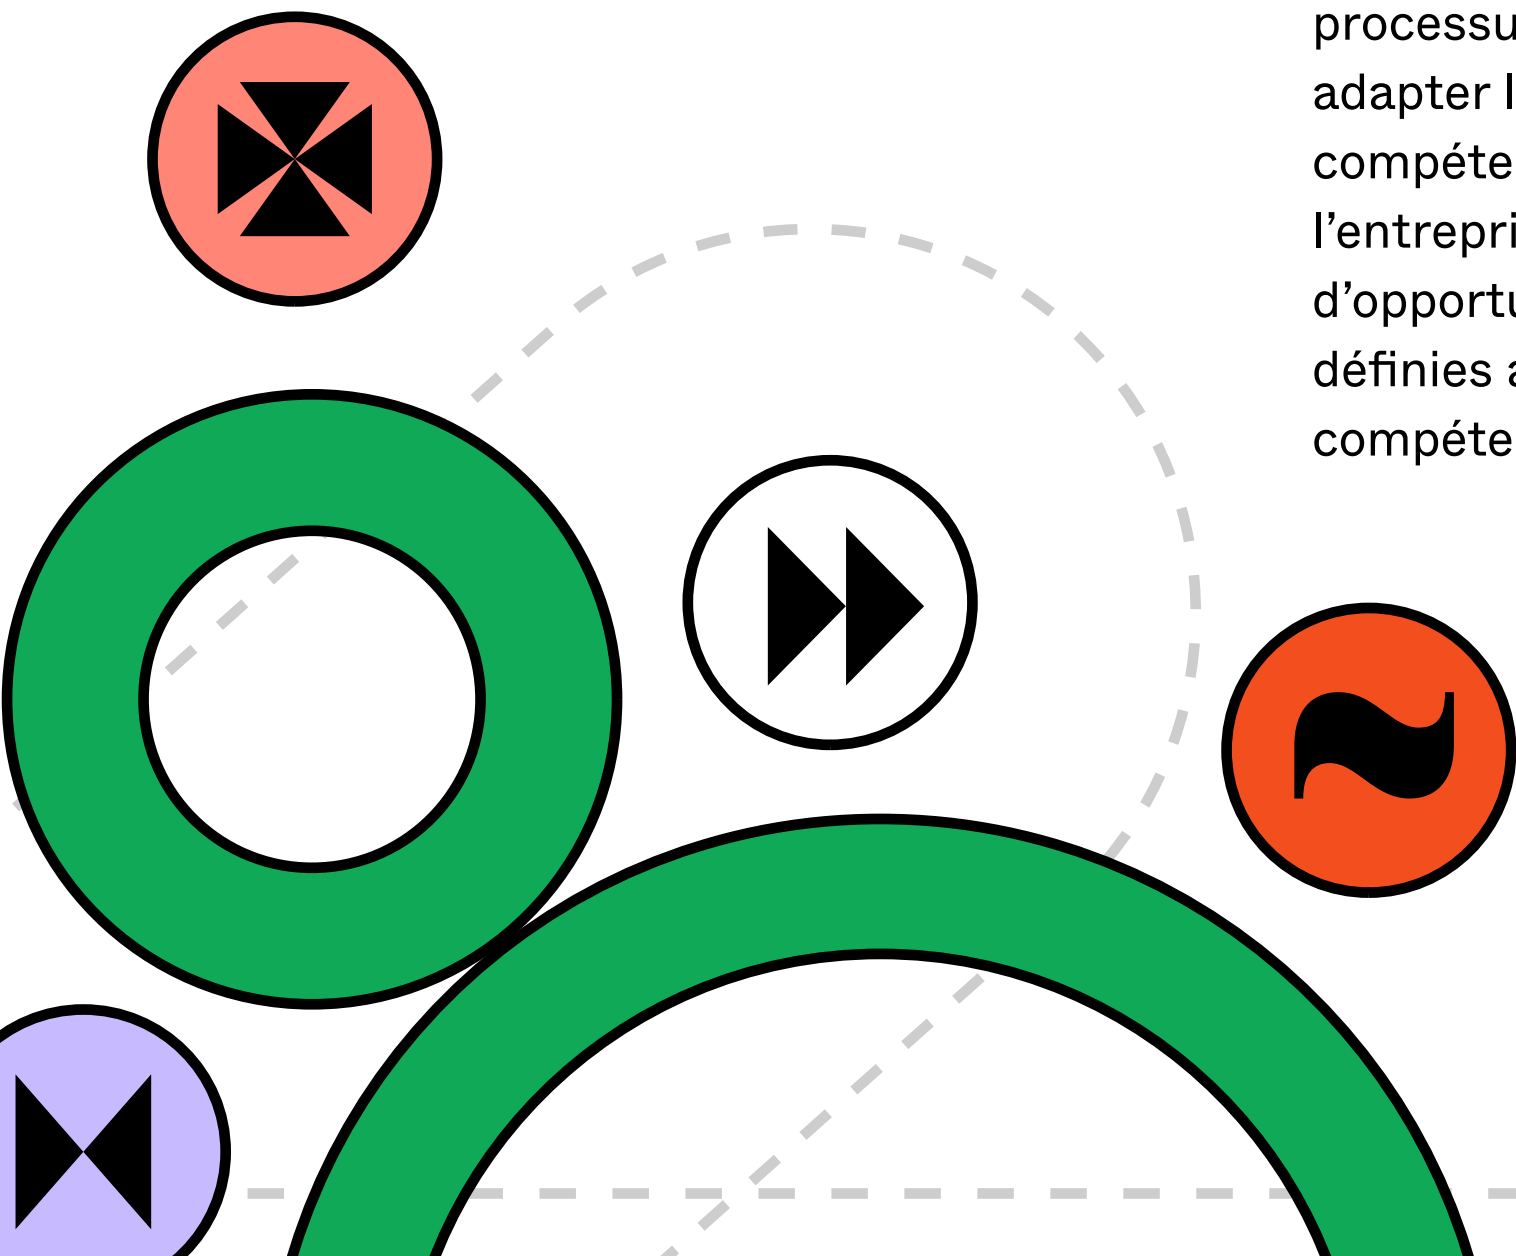 processu
adapter l
compéte
l’entrepri
d’opportu
définies a
compéte